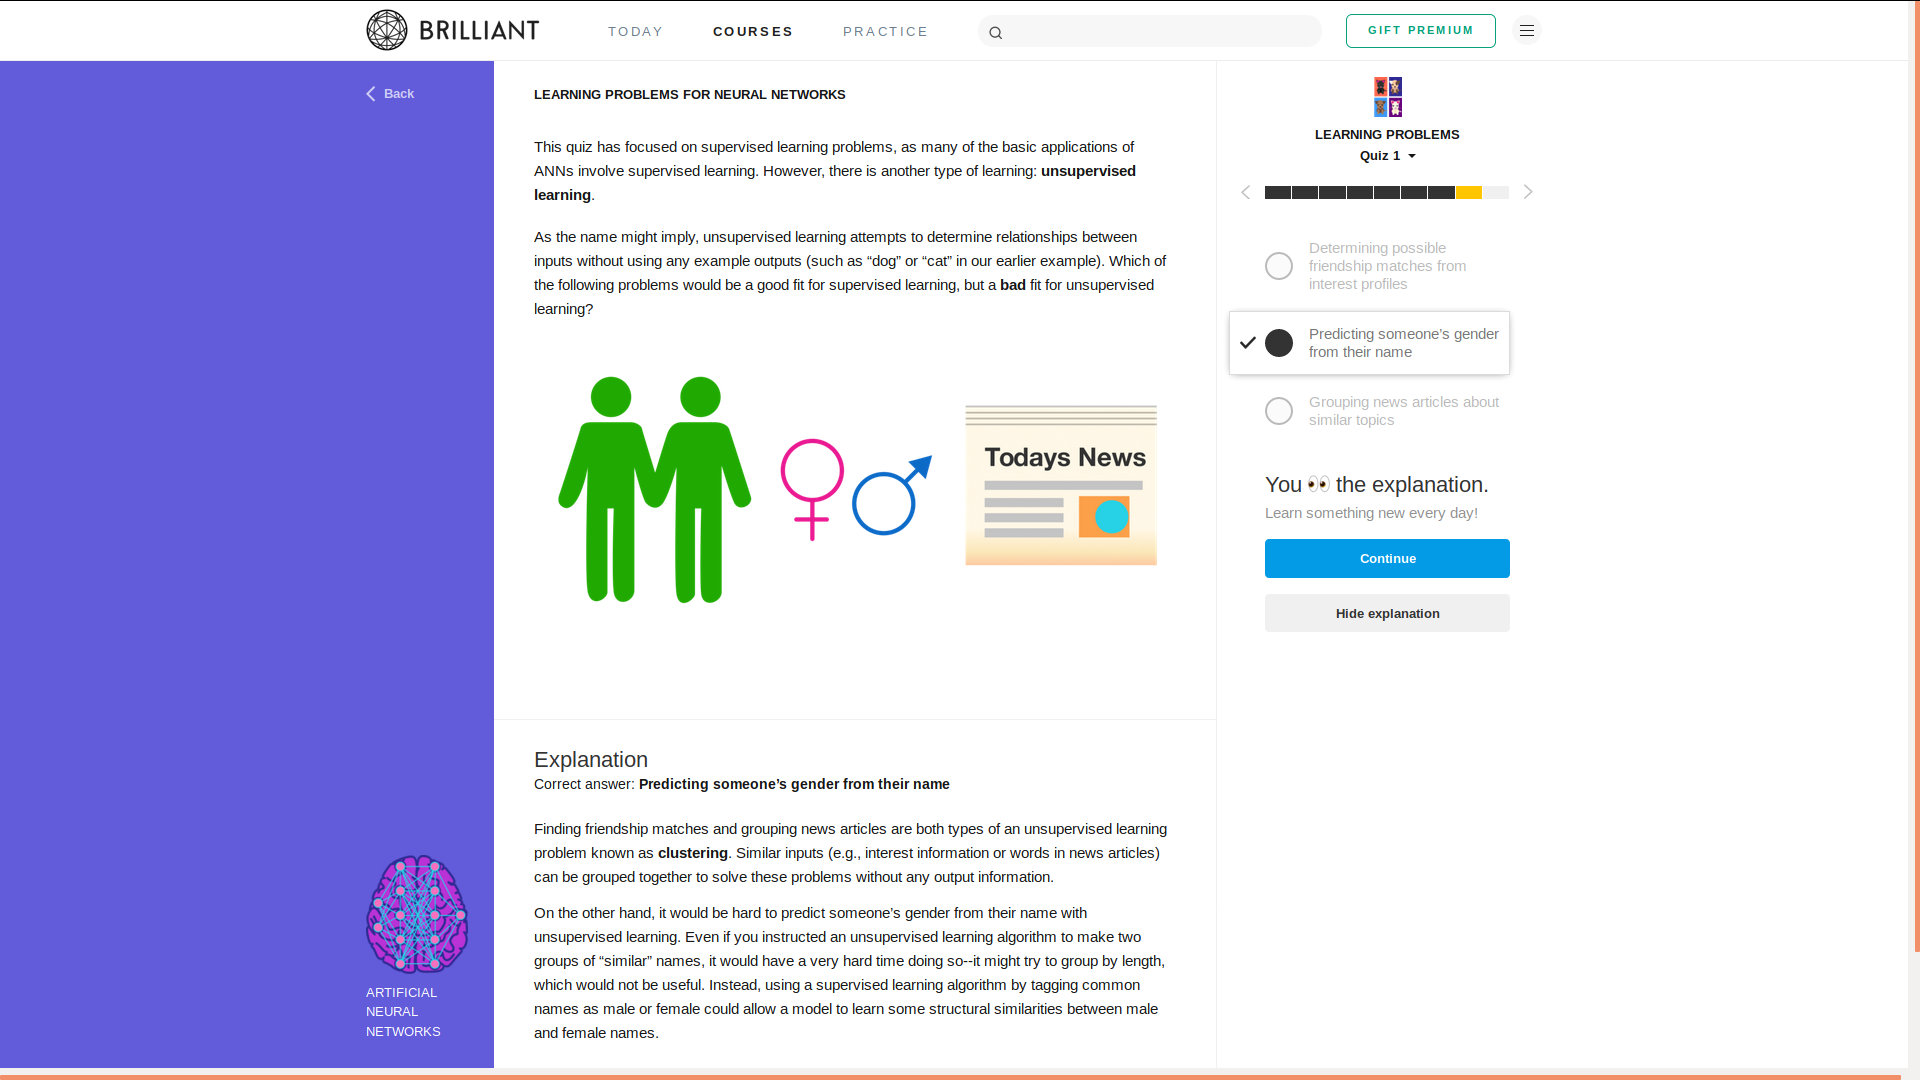 BRILLIANT
TODAY
COURSES
PRACTICE
GIFT PREMIUM
Back
LEARNING PROBLEMS FOR NEURAL NETWORKS
This quiz has focused on supervised learning problems, as many of the basic applications of
ANNs involve supervised learning. However, there is another type of learning: unsupervised
learning.
As the name might imply, unsupervised learning attempts to determine relationships between
inputs without using any example outputs (such as “dog” or “cat” in our earlier example). Which of
the following problems would be a good fit for supervised learning, but a bad fit for unsupervised
learning?
Todays News
Explanation
Correct answer: Predicting someone’s gender from their name
Finding friendship matches and grouping news articles are both types of an unsupervised learning
problem known as clustering. Similar inputs (e.g., interest information or words in news articles)
can be grouped together to solve these problems without any output information.
On the other hand, it would be hard to predict someone’s gender from their name with
unsupervised learning. Even if you instructed an unsupervised learning algorithm to make two
groups of “similar” names, it would have a very hard time doing so--it might try to group by length,
which would not be useful. Instead, using a supervised learning algorithm by tagging common
names as male or female could allow a model to learn some structural similarities between male
and female names.
LEARNING PROBLEMS
Quiz 1
Determining possible
friendship matches from
interest profiles
Predicting someone’s gender
from their name
Grouping news articles about
similar topics
You 👀 the explanation.
Learn something new every day!
Continue
Hide explanation
ARTIFICIAL
NEURAL
NETWORKS